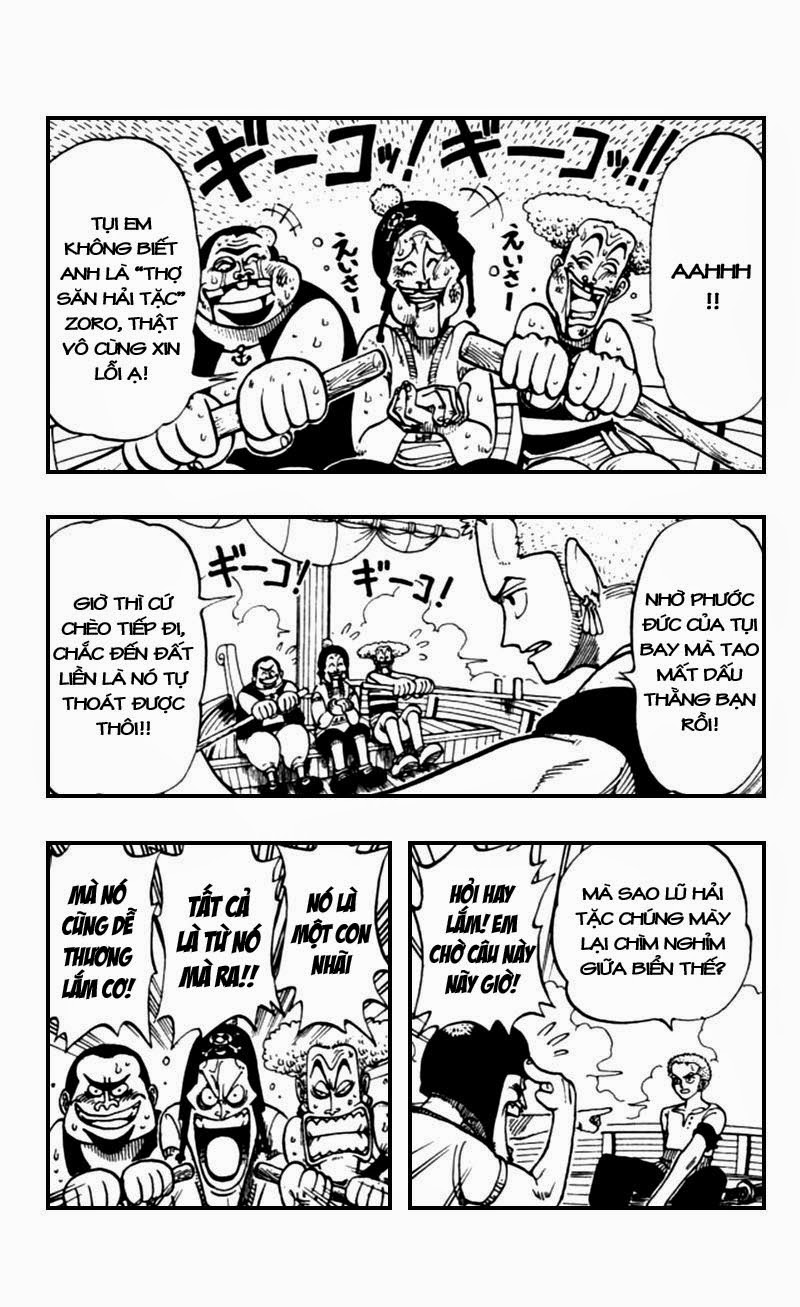 ギーコッ!
ギーコッ!!
AAHHH
!!
えいさー
えいさー
TỤI EM
KHÔNG BIẾT
ANH LÀ “THỢ
SĂN HẢI TẶC”
ZORO, THẬT
VÔ CÙNG XIN
LỖI Ạ!
NHỜ PHƯỚC
ĐỨC CỦA TỤI
BAY MÀ TAO
MẤT DẤU
THẰNG BẠN
RỒI!
ギーコ!
ギーコ!
GIỜ THÌ CỨ
CHÈO TIẾP ĐI,
CHẮC ĐẾN ĐẤT
LIỀN LÀ NÓ TỰ
THOÁT ĐƯỢC
THÔI!!
MÀ SAO LŨ HẢI
TẶC CHÚNG MÀY
LẠI CHÌM NGHỈM
GIỮA BIỂN THẾ?
HỎI HAY
LẮM! EM
CHỜ CÂU NÀY
NÃY GIỜ!
NÓ LÀ
MỘT CON
NHÃI
TẤT CẢ
LÀ TỪ NÓ
MÀ RA!!
MÀ NÓ
CŨNG DỄ
THƯƠNG
LẮM CƠ!